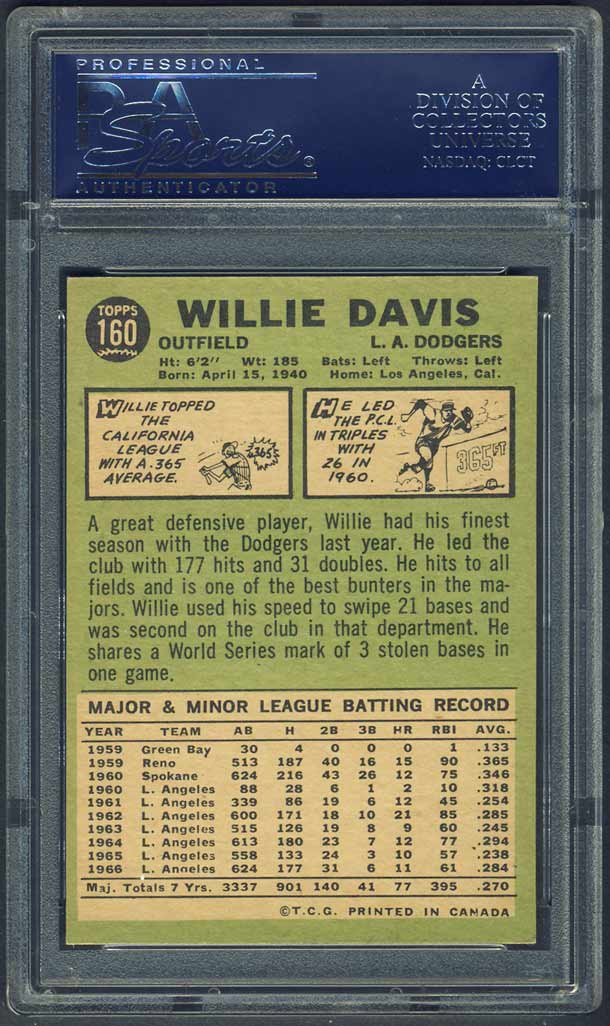 PROFESSIONAL
PSA
Sports®
AUTHENTICATOR
A
DIVISION OF
COLLECTORS
UNIVERSE
NASDAQ: CLCT
TOPPS
160
WILLIE DAVIS
OUTFIELD L. A. DODGERS
Ht: 6'2" Wt: 185 Bats: Left Throws: Left
Born: April 15, 1940 Home: Los Angeles, Cal.
WILLIE TOPPED
THE
CALIFORNIA
LEAGUE
WITH A .365
AVERAGE.
.365
HE LED
THE P.C.L.
IN TRIPLES
WITH
26 IN
1960.
365 FT
A great defensive player, Willie had his finest
season with the Dodgers last year. He led the
club with 177 hits and 31 doubles. He hits to all
fields and is one of the best bunters in the ma-
jors. Willie used his speed to swipe 21 bases and
was second on the club in that department. He
shares a World Series mark of 3 stolen bases in
one game.
MAJOR & MINOR LEAGUE BATTING RECORD
YEAR TEAM AB H 2B 3B HR RBI AVG.
1959 Green Bay 30 4 0 0 0 1 .133
1959 Reno 513 187 40 16 15 90 .365
1960 Spokane 624 216 43 26 12 75 .346
1960 L. Angeles 88 28 6 1 2 10 .318
1961 L. Angeles 339 86 19 6 12 45 .254
1962 L. Angeles 600 171 18 10 21 85 .285
1963 L. Angeles 515 126 19 8 9 60 .245
1964 L. Angeles 613 180 23 7 12 77 .294
1965 L. Angeles 558 133 24 3 10 57 .238
1966 L. Angeles 624 177 31 6 11 61 .284
Maj. Totals 7 Yrs. 3337 901 140 41 77 395 .270
©T.C.G. PRINTED IN CANADA